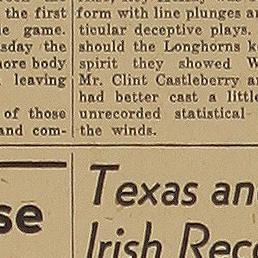 the first
e game.
sday the
more body
leaving
of those
and com-
form with line plunges
ticular deceptive plays.
should the Longhorns
spirit they showed
Mr. Clint Castleberry
had better cast a
unrecorded statistical
the winds.
se
Texas an
Irish Rec